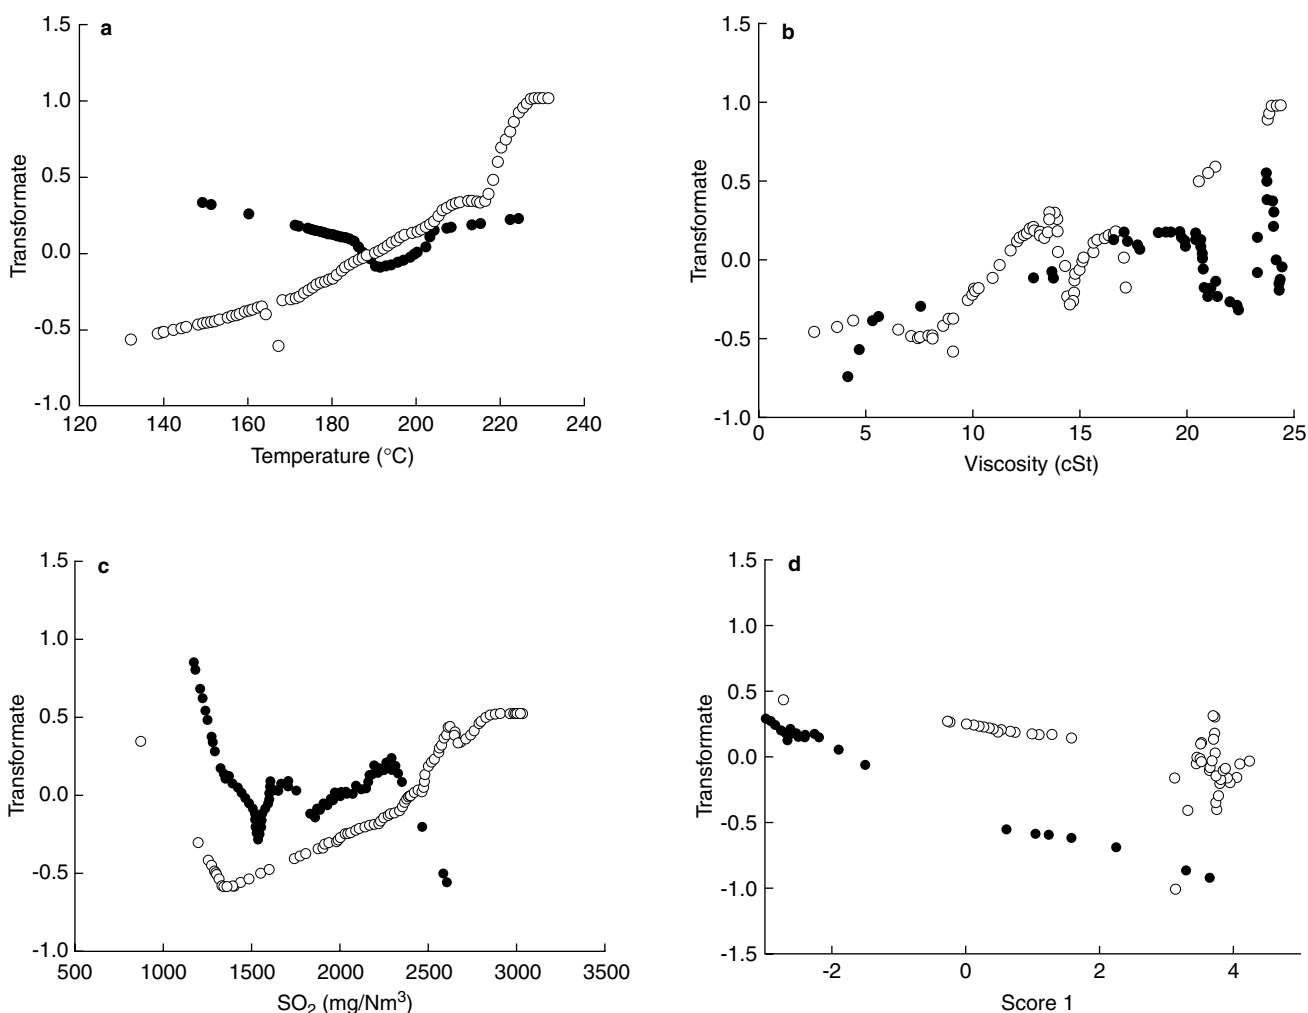 a
1.5
1.0
0.5
0.0
-0.5
-1.0
Transformate
120 140 160 180 200 220 240
Temperature (°C)
b
1.5
1.0
0.5
0.0
-0.5
-1.0
Transformate
0 5 10 15 20 25
Viscosity (cSt)
c
1.5
1.0
0.5
0.0
-0.5
-1.0
Transformate
500 1000 1500 2000 2500 3000 3500
SO₂ (mg/Nm³)
d
1.5
1.0
0.5
0.0
-0.5
-1.0
-1.5
Transformate
-2 0 2 4
Score 1